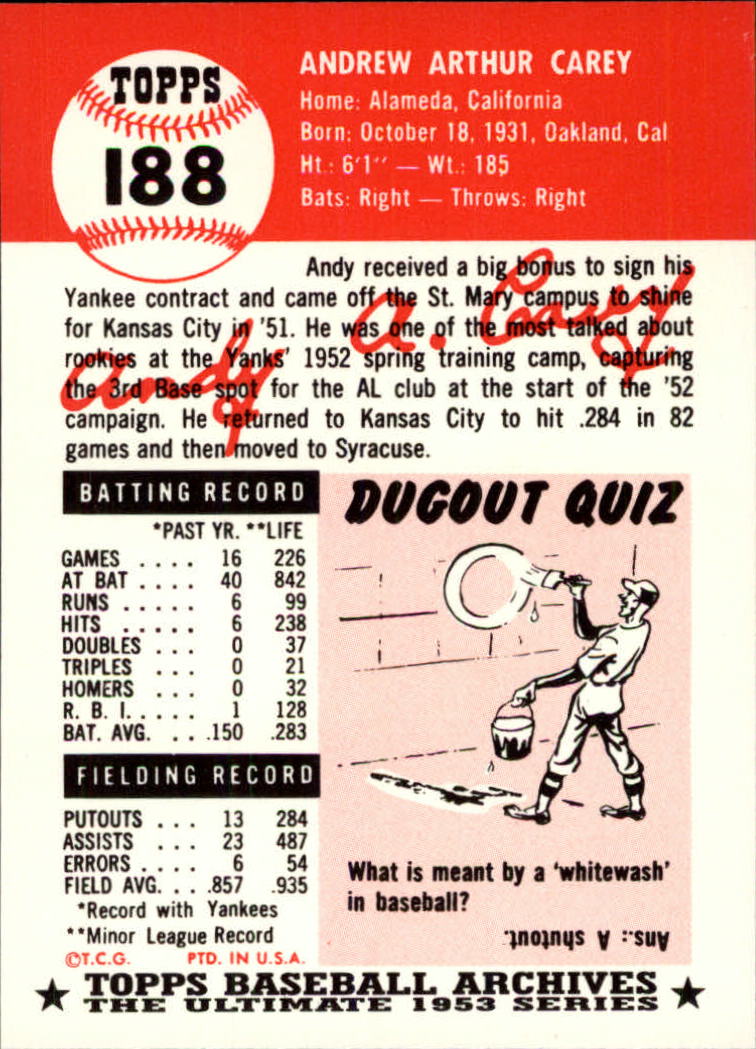 TOPPS
188
ANDREW ARTHUR CAREY
Home: Alameda, California
Born: October 18, 1931, Oakland, Cal
Ht.: 6'1" — Wt.: 185
Bats: Right — Throws: Right
Andy received a big bonus to sign his
Yankee contract and came off the St. Mary campus to shine
for Kansas City in '51. He was one of the most talked about
rookies at the Yanks' 1952 spring training camp, capturing
the 3rd Base spot for the AL club at the start of the '52
campaign. He returned to Kansas City to hit .284 in 82
games and then moved to Syracuse.
Andy A. Carey
BATTING RECORD
*PAST YR. **LIFE
GAMES .... 16 226
AT BAT .... 40 842
RUNS ..... 6 99
HITS ..... 6 238
DOUBLES ... 0 37
TRIPLES ... 0 21
HOMERS ... 0 32
R. B. I. .... 1 128
BAT. AVG. ... .150 .283
FIELDING RECORD
PUTOUTS ... 13 284
ASSISTS ... 23 487
ERRORS .... 6 54
FIELD AVG. ... .857 .935
*Record with Yankees
**Minor League Record
©T.C.G. PTD. IN U.S.A.
DUGOUT QUIZ
What is meant by a 'whitewash'
in baseball?
Ans.: A shutout.
TOPPS BASEBALL ARCHIVES
THE ULTIMATE 1953 SERIES